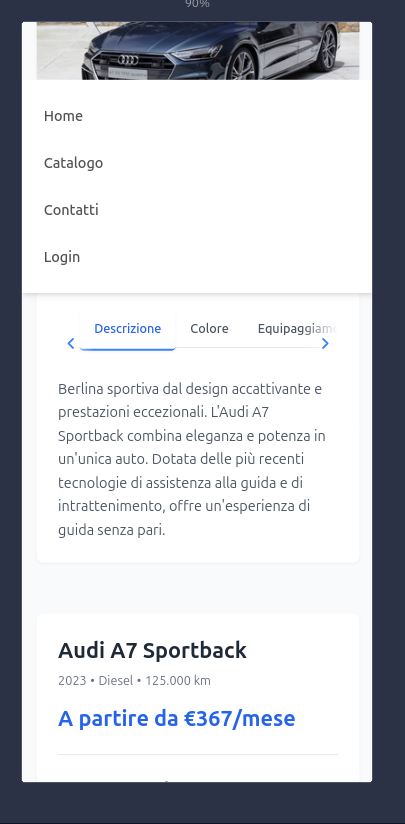 90%
Home
Catalogo
Contatti
Login
Descrizione
Colore
Equipaggiam
Berlina sportiva dal design accattivante e
prestazioni eccezionali. L'Audi A7
Sportback combina eleganza e potenza in
un'unica auto. Dotata delle più recenti
tecnologie di assistenza alla guida e di
intrattenimento, offre un'esperienza di
guida senza pari.
Audi A7 Sportback
2023 • Diesel • 125.000 km
A partire da €367/mese